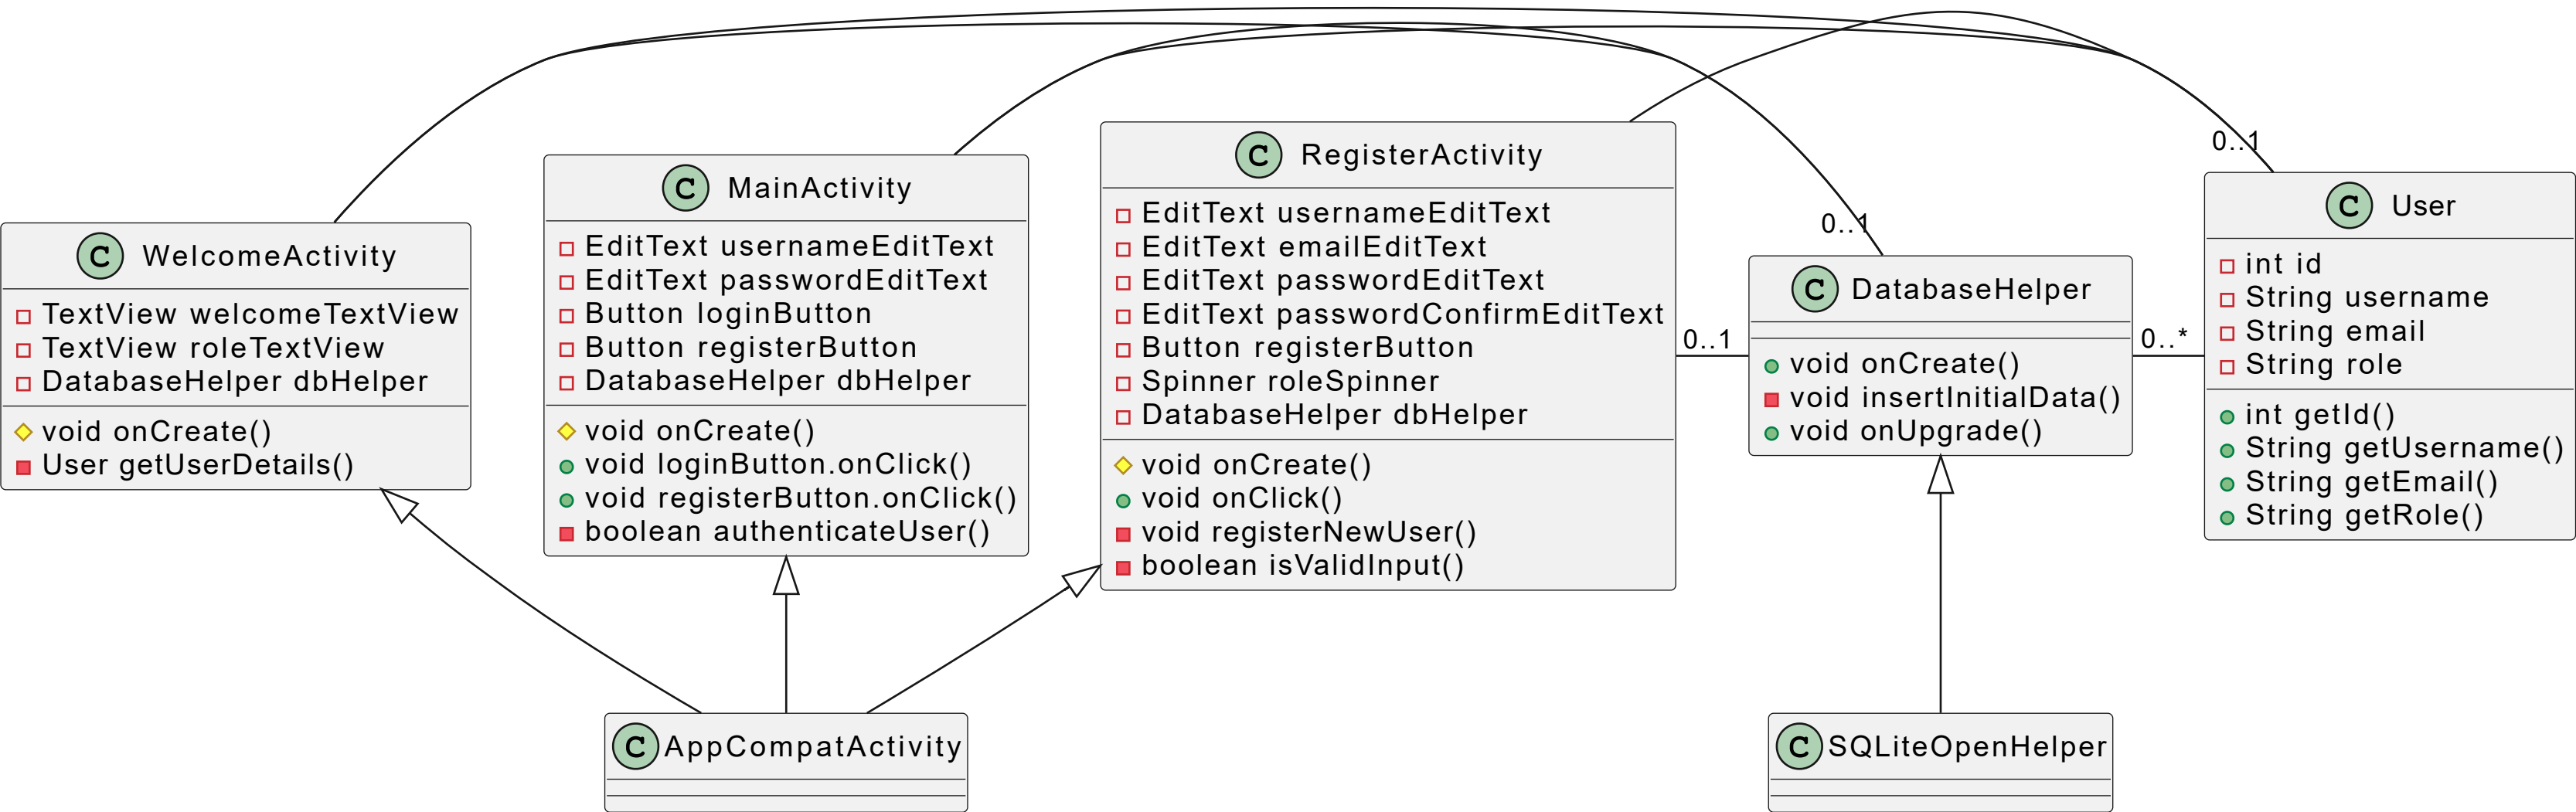 C WelcomeActivity
TextView welcomeTextView
TextView roleTextView
DatabaseHelper dbHelper
void onCreate()
User getUserDetails()
C MainActivity
EditText usernameEditText
EditText passwordEditText
Button loginButton
Button registerButton
DatabaseHelper dbHelper
void onCreate()
void loginButton.onClick()
void registerButton.onClick()
boolean authenticateUser()
C RegisterActivity
EditText usernameEditText
EditText emailEditText
EditText passwordEditText
EditText passwordConfirmEditText
Button registerButton
Spinner roleSpinner
DatabaseHelper dbHelper
void onCreate()
void onClick()
void registerNewUser()
boolean isValidInput()
0..1
0..1
C DatabaseHelper
void onCreate()
void insertInitialData()
void onUpgrade()
0..*
0..1
C User
int id
String username
String email
String role
int getId()
String getUsername()
String getEmail()
String getRole()
C AppCompatActivity
C SQLiteOpenHelper